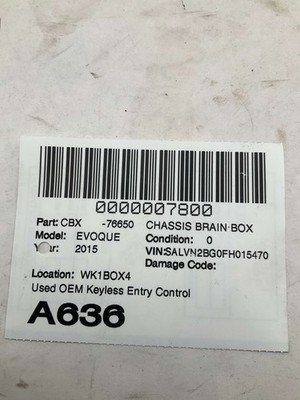 0000007800
Part: CBX -76650 CHASSIS BRAIN BOX
Model: EVOQUE Condition: 0
Year: 2015 VIN:SALVN2BG0FH015470
Damage Code:
Location: WK1BOX4
Used OEM Keyless Entry Control
A636